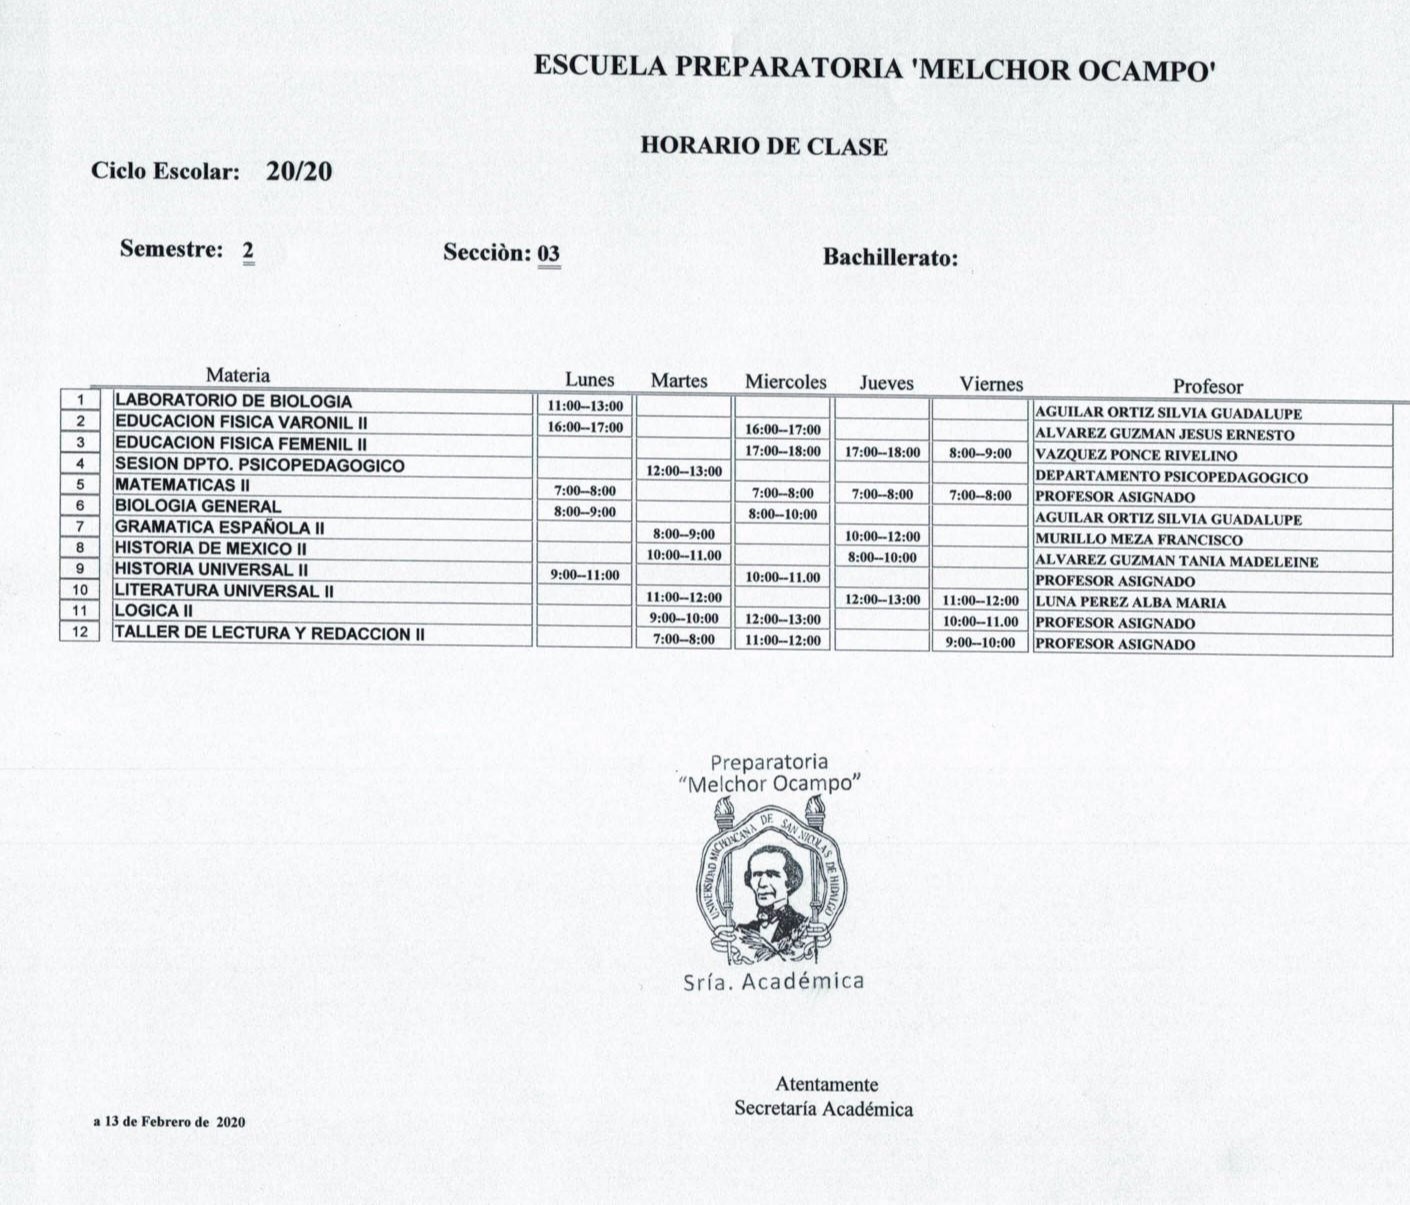 ESCUELA PREPARATORIA 'MELCHOR OCAMPO'
HORARIO DE CLASE
Ciclo Escolar: 20/20
Semestre: 2 Secciòn: 03 Bachillerato:
Materia Lunes Martes Miercoles Jueves Viernes Profesor
1 LABORATORIO DE BIOLOGIA 11:00--13:00 AGUILAR ORTIZ SILVIA GUADALUPE
2 EDUCACION FISICA VARONIL II 16:00--17:00 16:00--17:00 ALVAREZ GUZMAN JESUS ERNESTO
3 EDUCACION FISICA FEMENIL II 17:00--18:00 17:00--18:00 8:00--9:00 VAZQUEZ PONCE RIVELINO
4 SESION DPTO. PSICOPEDAGOGICO 12:00--13:00 DEPARTAMENTO PSICOPEDAGOGICO
5 MATEMATICAS II 7:00--8:00 7:00--8:00 7:00--8:00 7:00--8:00 PROFESOR ASIGNADO
6 BIOLOGIA GENERAL 8:00--9:00 8:00--10:00 AGUILAR ORTIZ SILVIA GUADALUPE
7 GRAMATICA ESPAÑOLA II 8:00--9:00 10:00--12:00 MURILLO MEZA FRANCISCO
8 HISTORIA DE MEXICO II 10:00--11.00 8:00--10:00 ALVAREZ GUZMAN TANIA MADELEINE
9 HISTORIA UNIVERSAL II 9:00--11:00 10:00--11.00 PROFESOR ASIGNADO
10 LITERATURA UNIVERSAL II 11:00--12:00 12:00--13:00 11:00--12:00 LUNA PEREZ ALBA MARIA
11 LOGICA II 9:00--10:00 12:00--13:00 10:00--11.00 PROFESOR ASIGNADO
12 TALLER DE LECTURA Y REDACCION II 7:00--8:00 11:00--12:00 9:00--10:00 PROFESOR ASIGNADO
Preparatoria
"Melchor Ocampo"
UNIVERSIDAD MICHOACANA DE SAN NICOLAS DE HIDALGO
Sría. Académica
Atentamente
Secretaría Académica
a 13 de Febrero de 2020